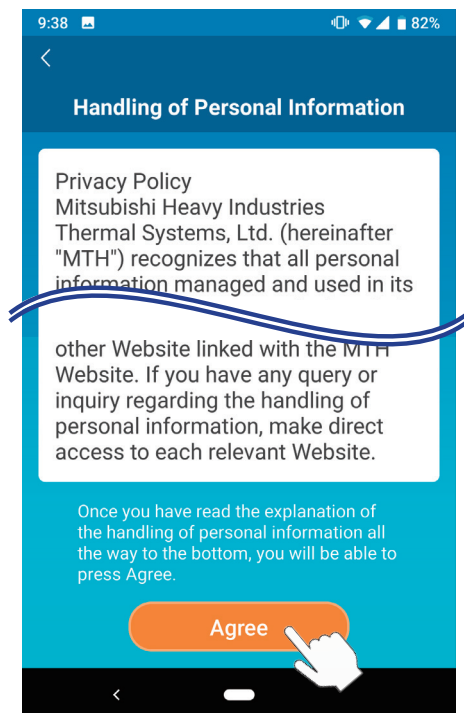 9:38 82%
Handling of Personal Information
Privacy Policy
Mitsubishi Heavy Industries
Thermal Systems, Ltd. (hereinafter
"MTH") recognizes that all personal
information managed and used in its
other Website linked with the MTH
Website. If you have any query or
inquiry regarding the handling of
personal information, make direct
access to each relevant Website.
Once you have read the explanation of
the handling of personal information all
the way to the bottom, you will be able to
press Agree.
Agree